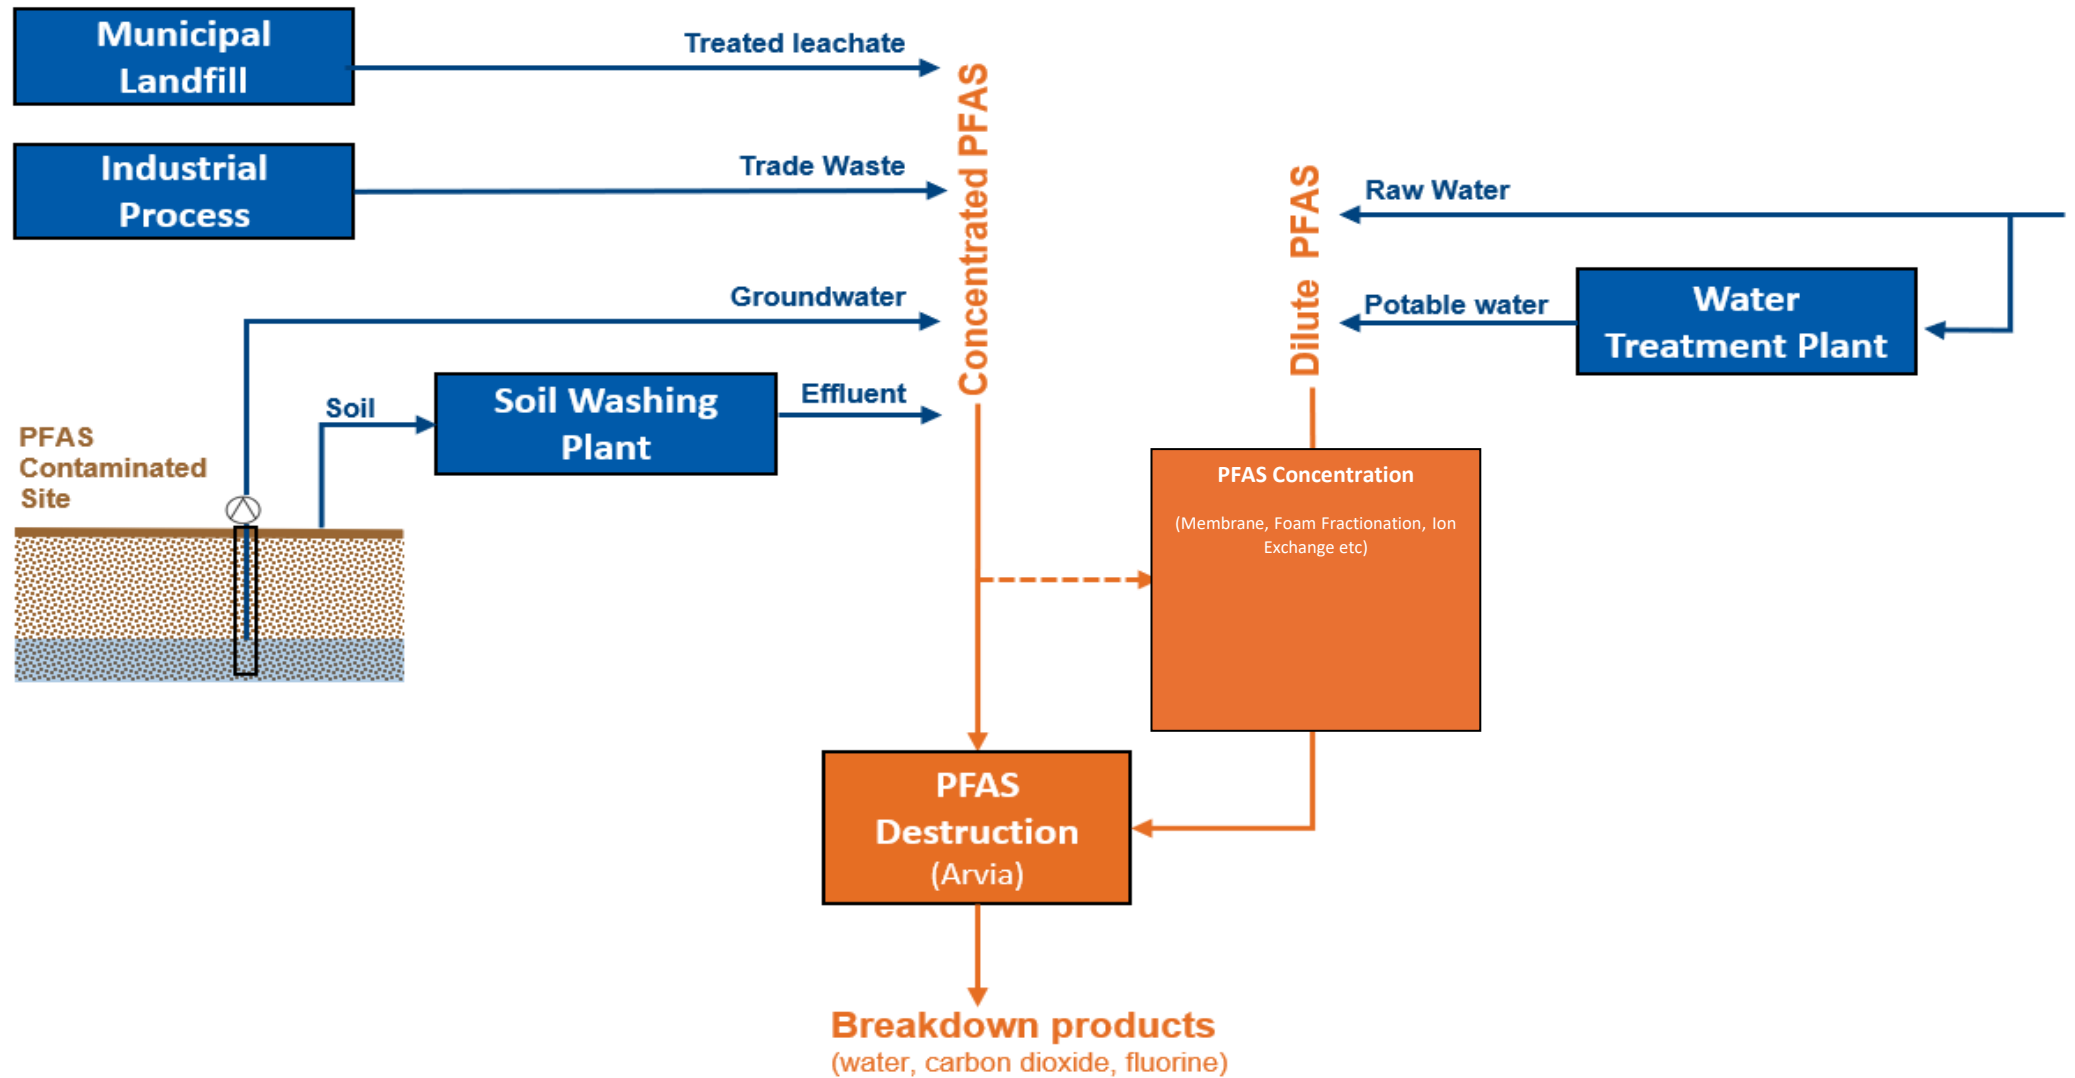 Municipal
Landfill
Treated leachate
Industrial
Process
Trade Waste
Groundwater
Soil
Soil Washing
Plant
Effluent
PFAS
Contaminated
Site
Concentrated PFAS
Dilute PFAS
Raw Water
Potable water
Water
Treatment Plant
PFAS Concentration
(Membrane, Foam Fractionation, Ion
Exchange etc)
PFAS
Destruction
(Arvia)
Breakdown products
(water, carbon dioxide, fluorine)